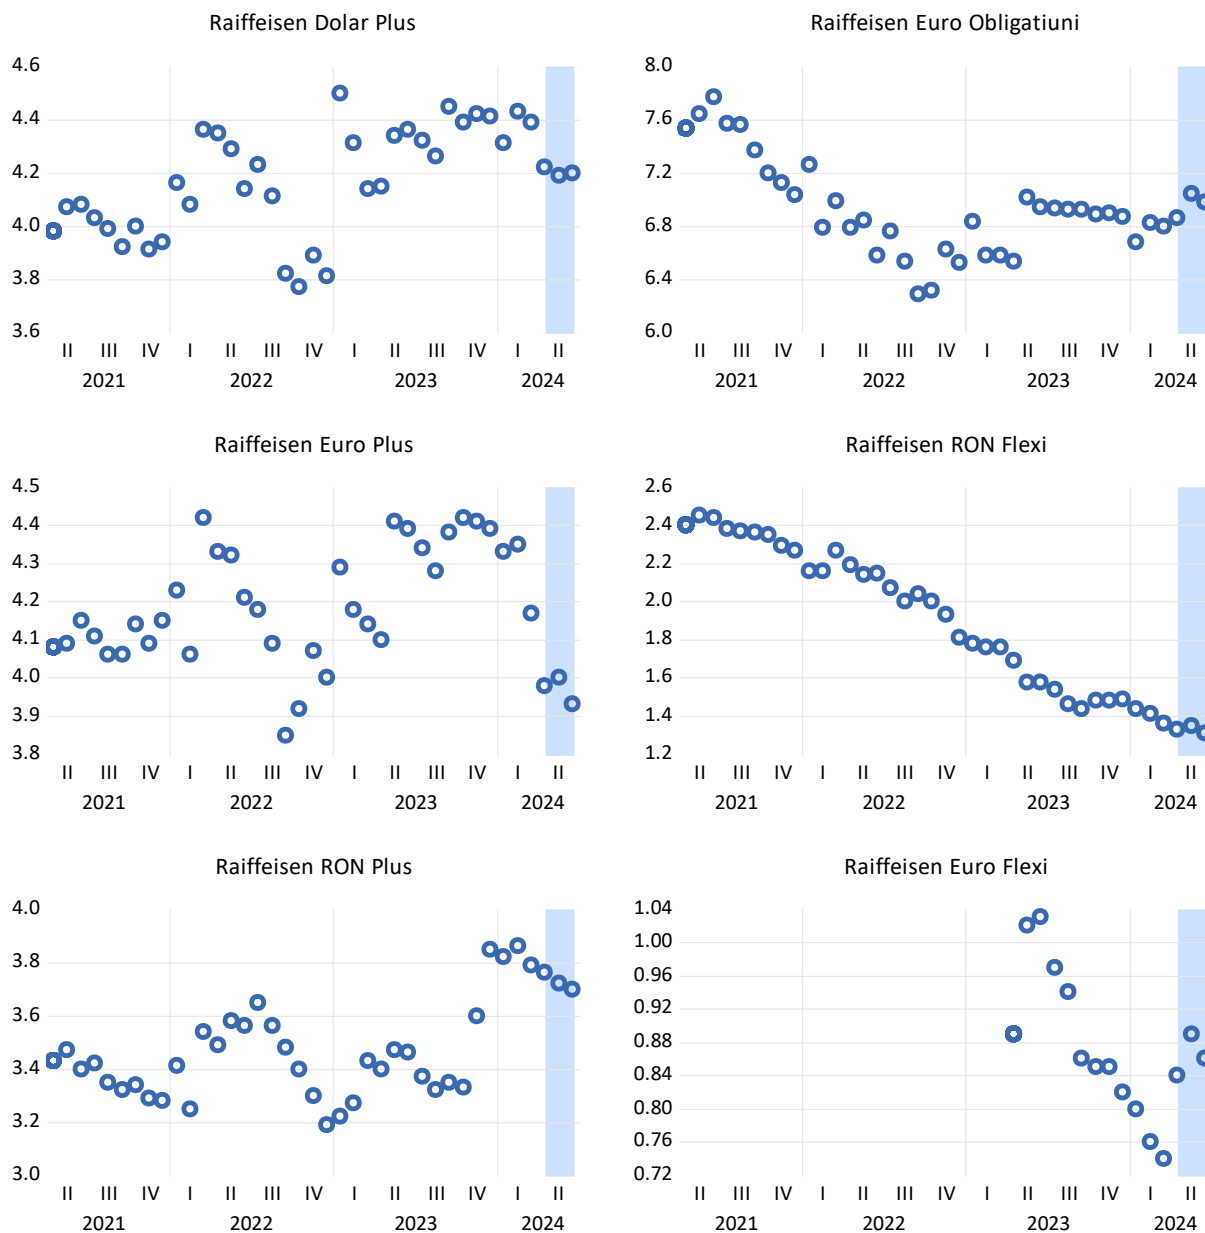 Raiffeisen Dolar Plus
4.6
4.4
4.2
4.0
3.8
3.6
II III IV I II III IV I II III IV I II
2021 2022 2023 2024
Raiffeisen Euro Obligatiuni
8.0
7.6
7.2
6.8
6.4
6.0
II III IV I II III IV I II III IV I II
2021 2022 2023 2024
Raiffeisen Euro Plus
4.5
4.4
4.3
4.2
4.1
4.0
3.9
3.8
II III IV I II III IV I II III IV I II
2021 2022 2023 2024
Raiffeisen RON Flexi
2.6
2.4
2.2
2.0
1.8
1.6
1.4
1.2
II III IV I II III IV I II III IV I II
2021 2022 2023 2024
Raiffeisen RON Plus
4.0
3.8
3.6
3.4
3.2
3.0
II III IV I II III IV I II III IV I II
2021 2022 2023 2024
Raiffeisen Euro Flexi
1.04
1.00
0.96
0.92
0.88
0.84
0.80
0.76
0.72
II III IV I II III IV I II III IV I II
2021 2022 2023 2024